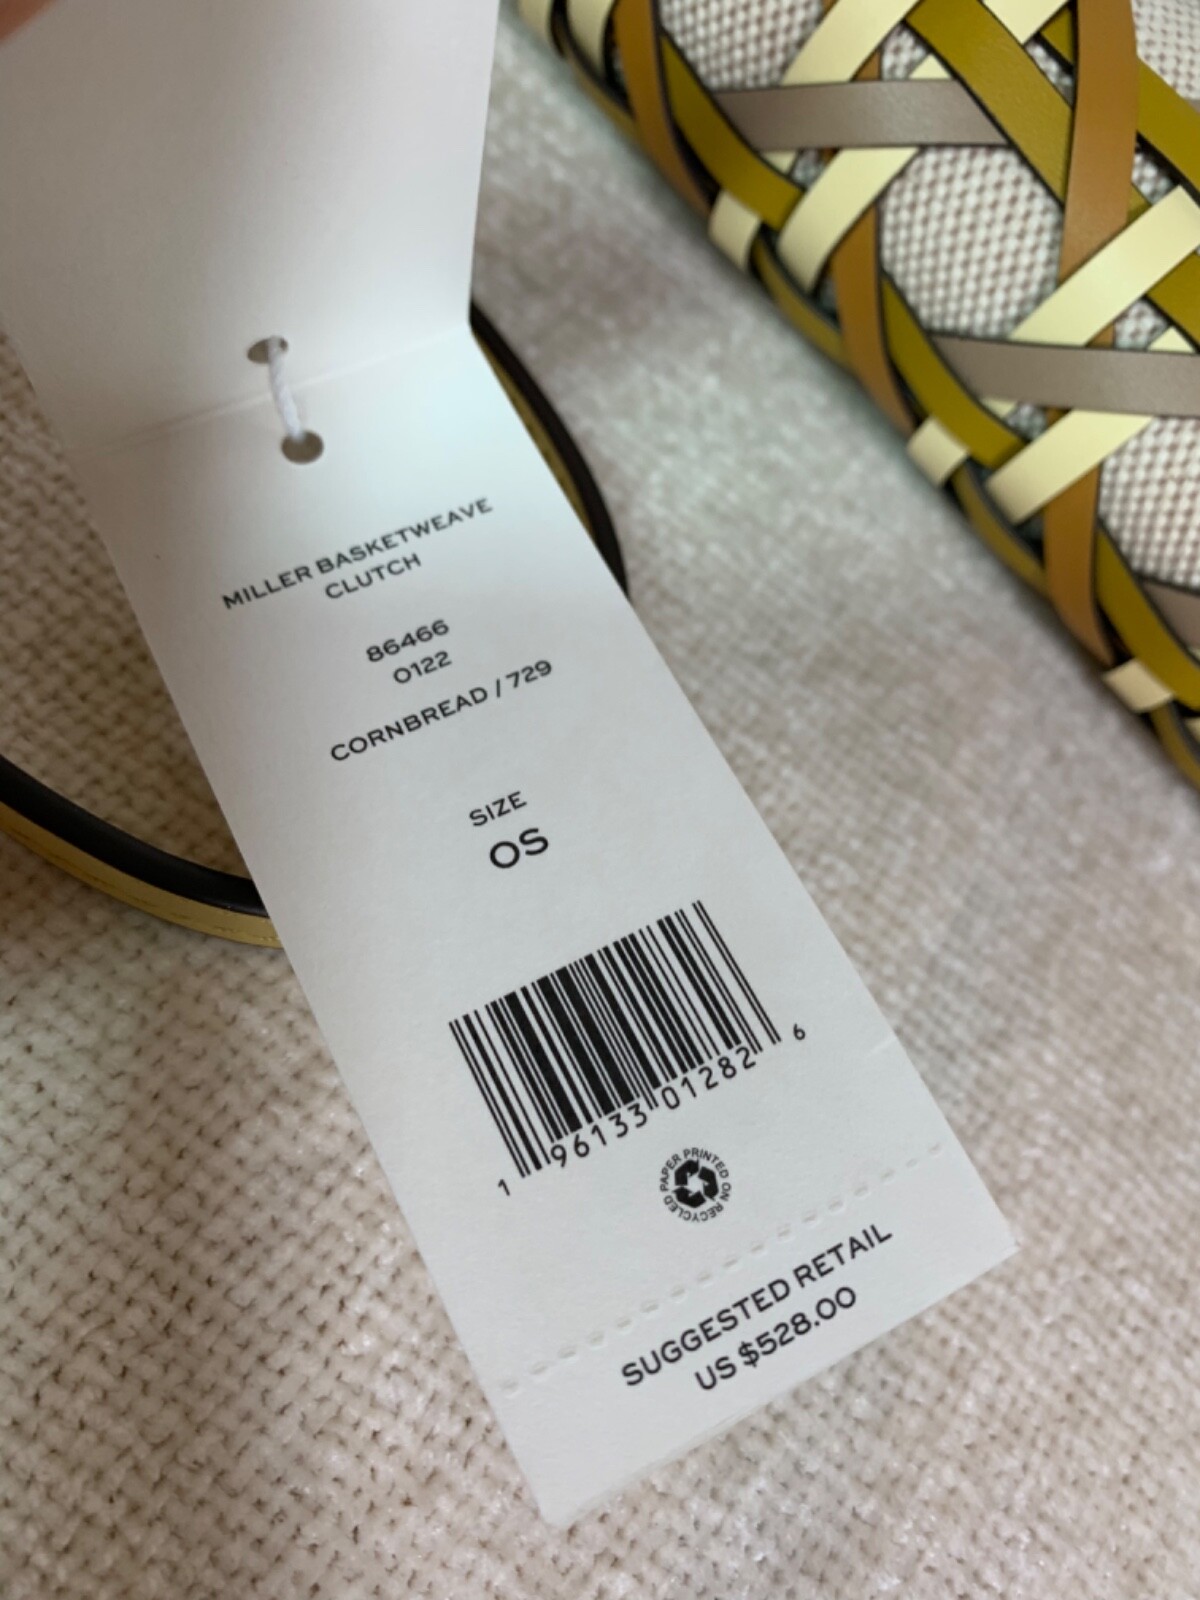 MILLER BASKETWEAVE
CLUTCH
86466
0122
CORNBREAD / 729
SIZE
OS
1 96133 01282 6
PAPER PRINTED ON RECYCLED
SUGGESTED RETAIL
US $528.00